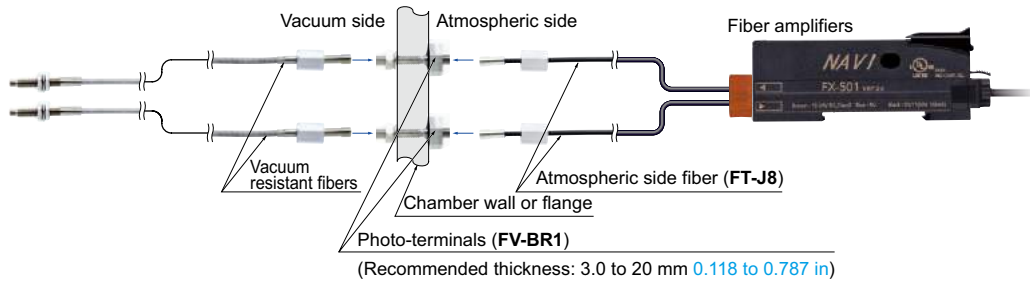 Vacuum side
Atmospheric side
Fiber amplifiers
NAVI
FX-501
Vacuum
resistant fibers
Atmospheric side fiber (FT-J8)
Chamber wall or flange
Photo-terminals (FV-BR1)
(Recommended thickness: 3.0 to 20 mm 0.118 to 0.787 in)